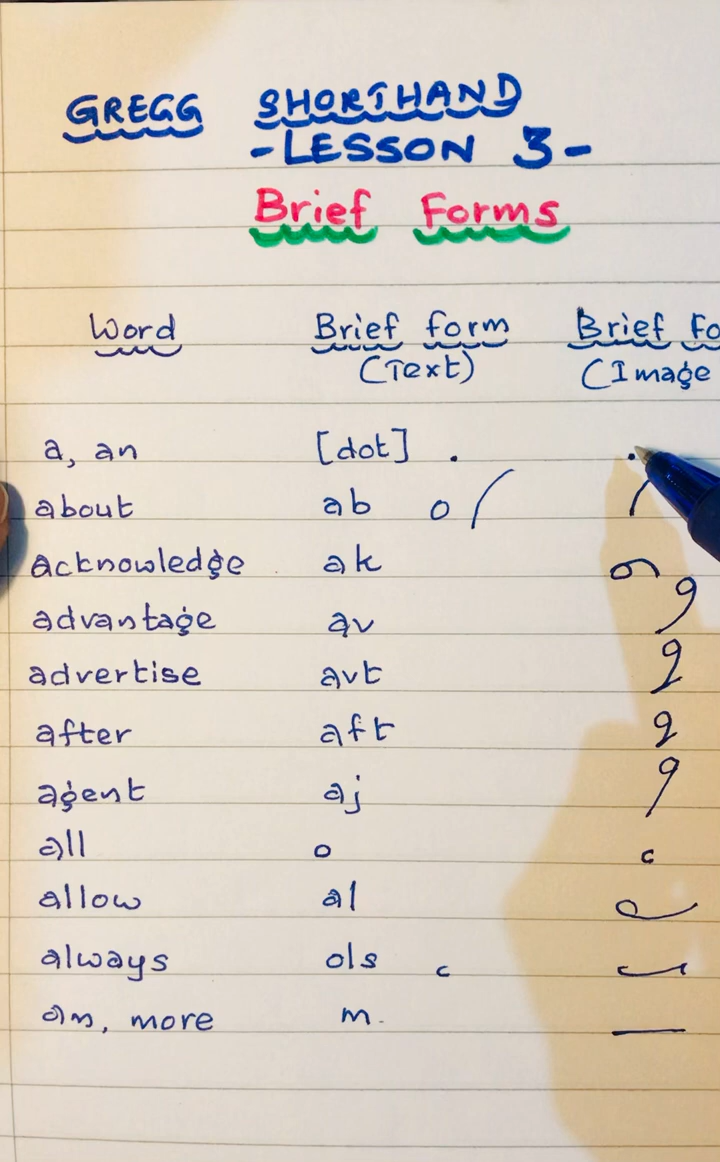 GREGG SHORTHAND
-LESSON 3-
Brief Forms
Word Brief form Brief Fo
(Text) (Image
a, an [dot] .
about ab
acknowledge ak
advantage av
advertise avt
after aft
agent aj
all o
allow al
always ols
am, more m.